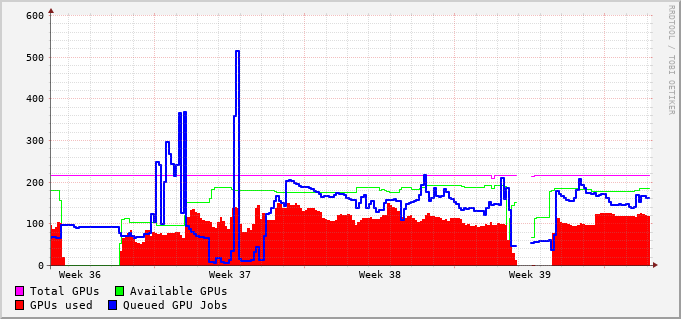 RRDTOOL / TOBI OETIKER
600
500
400
300
200
100
0
Week 36 Week 37 Week 38 Week 39
Total GPUs Available GPUs
GPUs used Queued GPU Jobs